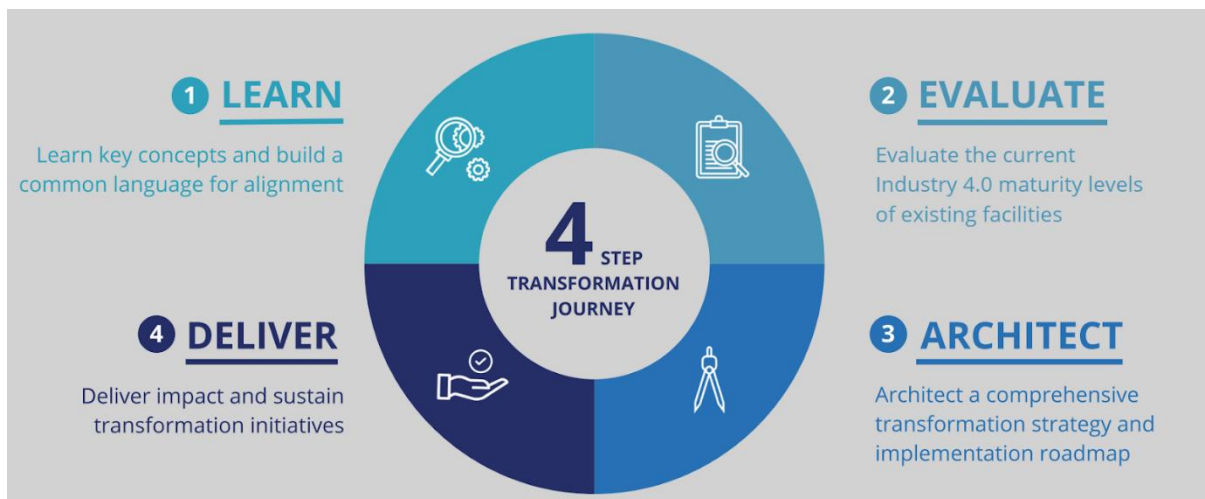 1 LEARN
Learn key concepts and build a
common language for alignment
2 EVALUATE
Evaluate the current
Industry 4.0 maturity levels
of existing facilities
4 STEP
TRANSFORMATION
JOURNEY
3 ARCHITECT
Architect a comprehensive
transformation strategy and
implementation roadmap
4 DELIVER
Deliver impact and sustain
transformation initiatives